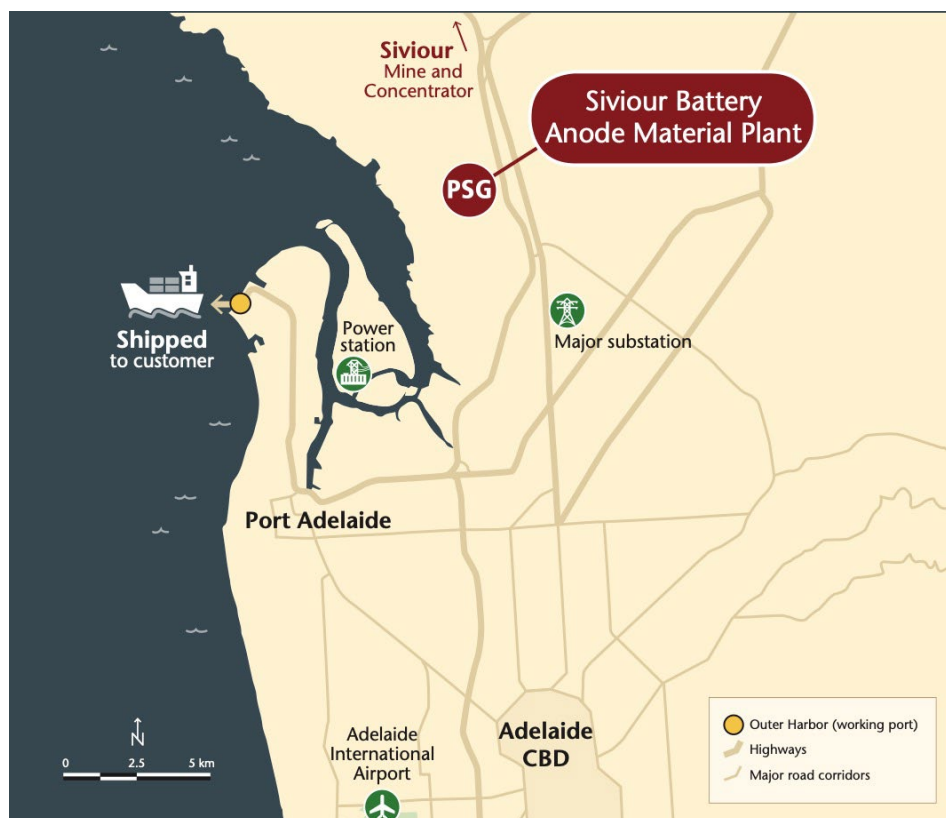 Siviour
Mine and
Concentrator
Siviour Battery
Anode Material Plant
PSG
Shipped
to customer
Power
station
Major substation
Port Adelaide
N
0 2.5 5 km
Adelaide
International
Airport
Adelaide
CBD
Outer Harbor (working port)
Highways
Major road corridors